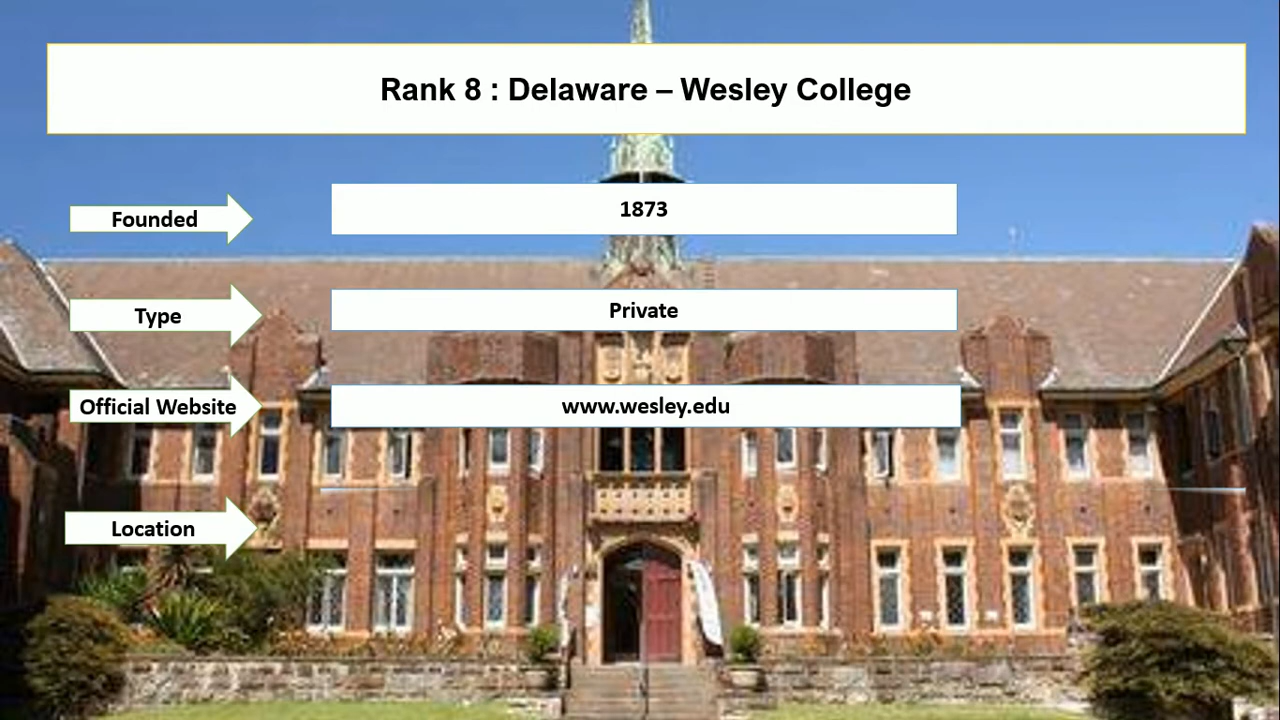 Rank 8 : Delaware – Wesley College
Founded
1873
Type
Private
Official Website
www.wesley.edu
Location